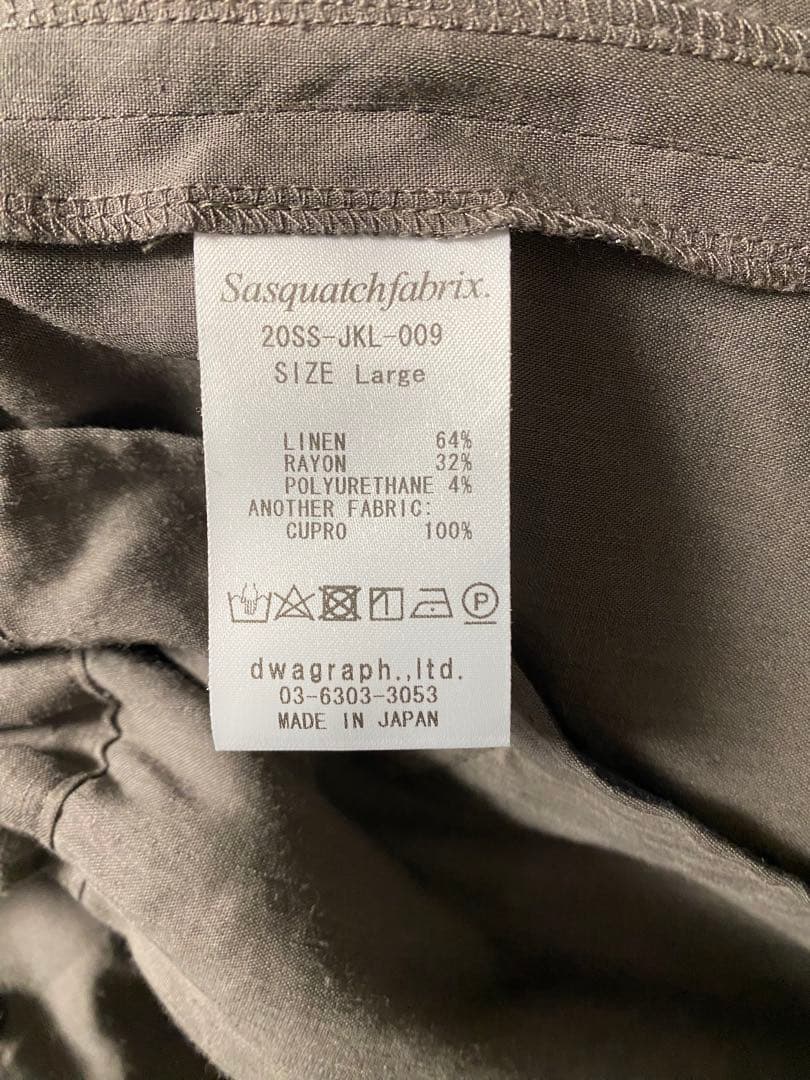 Sasquatchfabrix.
20SS-JKL-009
SIZE Large
LINEN 64%
RAYON 32%
POLYURETHANE 4%
ANOTHER FABRIC:
CUPRO 100%
P
dwagraph.,ltd.
03-6303-3053
MADE IN JAPAN